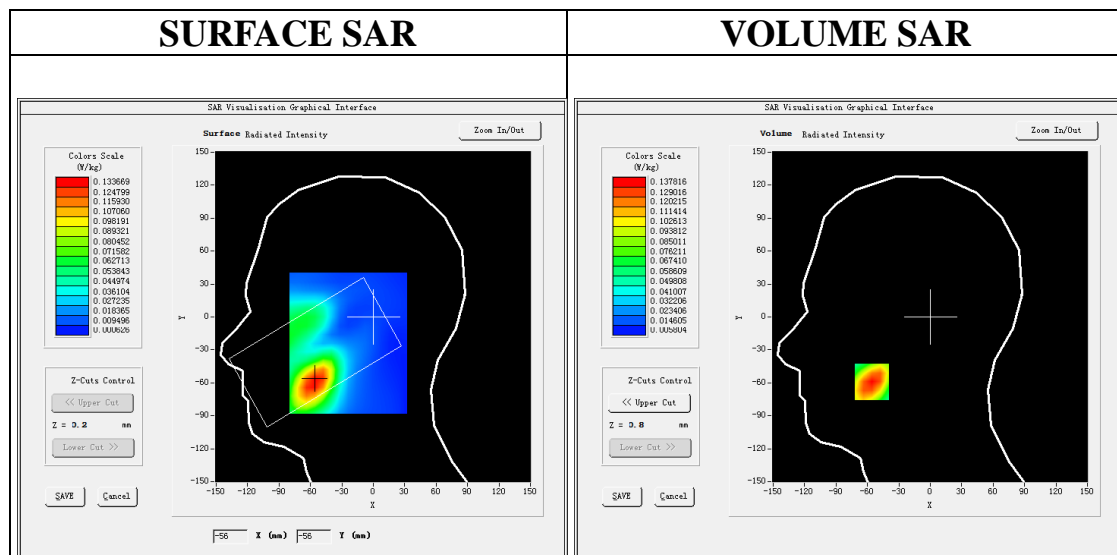 SURFACE SAR
VOLUME SAR
SAR Visualisation Graphical Interface
Surface Radiated Intensity
Zoom In/Out
Colors Scale
(W/kg)
0.133669
0.124799
0.115930
0.107060
0.098191
0.089321
0.080452
0.071582
0.062713
0.053843
0.044974
0.036104
0.027235
0.018365
0.009496
0.000626
150
120
90
60
30
0
-30
-60
-90
-120
-150
Y
-150 -120 -90 -60 -30 0 30 60 90 120 150
X
Z-Cuts Control
<< Upper Cut
Z = 0.2 mm
Lower Cut >>
SAVE Cancel
-56 X (mm) -56 Y (mm)
SAR Visualisation Graphical Interface
Volume Radiated Intensity
Zoom In/Out
Colors Scale
(W/kg)
0.137816
0.129016
0.120215
0.111414
0.102613
0.093812
0.085011
0.076211
0.067410
0.058609
0.049808
0.041007
0.032206
0.023406
0.014605
0.005804
150
120
90
60
30
0
-30
-60
-90
-120
-150
Y
-150 -120 -90 -60 -30 0 30 60 90 120 150
X
Z-Cuts Control
<< Upper Cut
Z = 0.8 mm
Lower Cut >>
SAVE Cancel